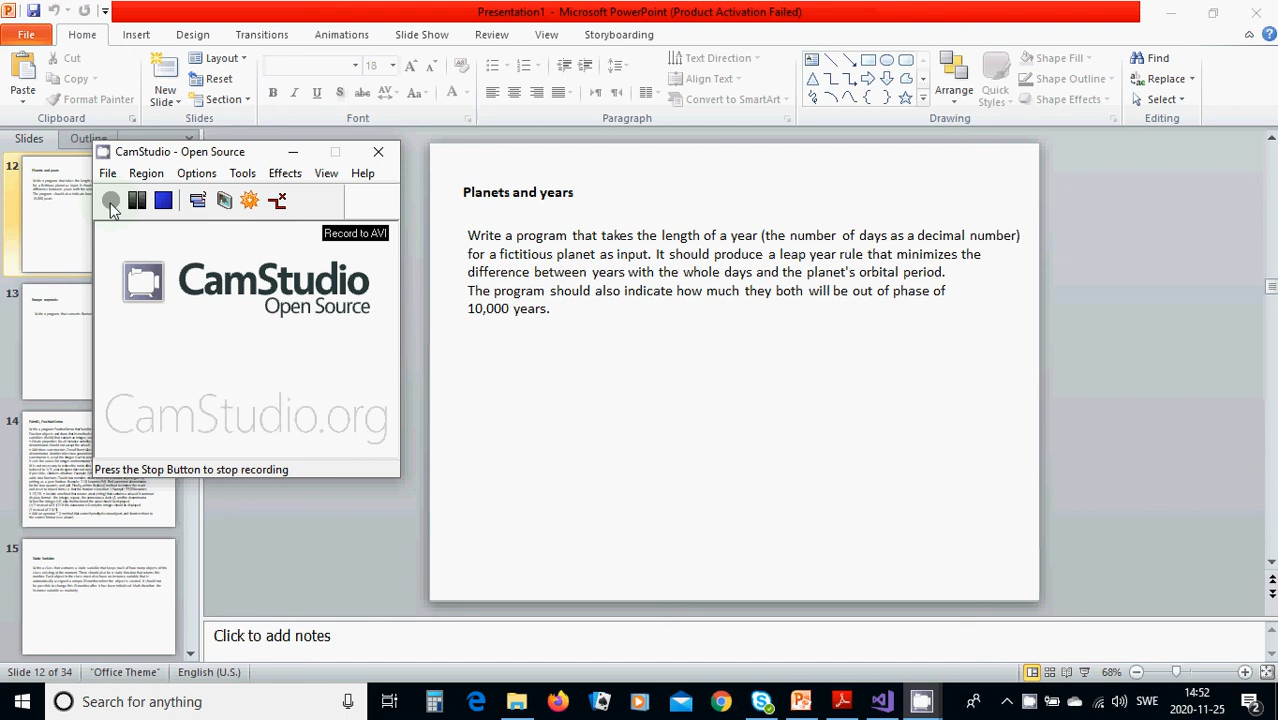 Presentation1 - Microsoft PowerPoint (Product Activation Failed)
File Home Insert Design Transitions Animations Slide Show Review View Storyboarding
Paste
Cut
Copy
Format Painter
Clipboard
New
Slide
Layout
Reset
Section
Slides
18
Font
Paragraph
Text Direction
Align Text
Convert to SmartArt
Arrange
Quick
Styles
Shape Fill
Shape Outline
Shape Effects
Drawing
Find
Replace
Select
Editing
Slides Outline
12
13
14
15
CamStudio - Open Source
File Region Options Tools Effects View Help
Record to AVI
CamStudio
Open Source
CamStudio.org
Press the Stop Button to stop recording
Planets and years
Write a program that takes the length of a year (the number of days as a decimal number)
for a fictitious planet as input. It should produce a leap year rule that minimizes the
difference between years with the whole days and the planet's orbital period.
The program should also indicate how much they both will be out of phase of
10,000 years.
Click to add notes
Slide 12 of 34 "Office Theme" English (U.S.) 68%
Search for anything
SWE
14:52
2020-11-25